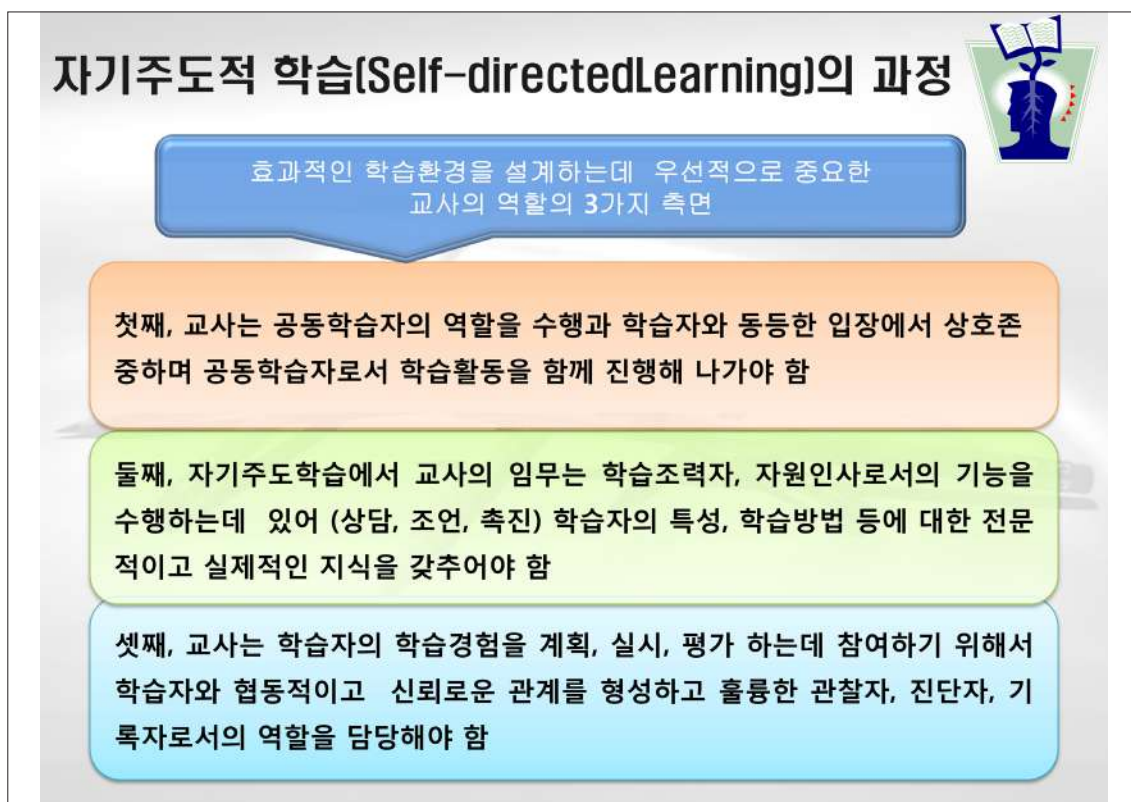 자기주도적 학습(Self-directedLearning)의 과정
효과적인 학습환경을 설계하는데 우선적으로 중요한
교사의 역할의 3가지 측면
첫째, 교사는 공동학습자의 역할을 수행과 학습자와 동등한 입장에서 상호존
중하며 공동학습자로서 학습활동을 함께 진행해 나가야 함
둘째, 자기주도학습에서 교사의 임무는 학습조력자, 자원인사로서의 기능을
수행하는데 있어 (상담, 조언, 촉진) 학습자의 특성, 학습방법 등에 대한 전문
적이고 실제적인 지식을 갖추어야 함
셋째, 교사는 학습자의 학습경험을 계획, 실시, 평가 하는데 참여하기 위해서
학습자와 협동적이고 신뢰로운 관계를 형성하고 훌륭한 관찰자, 진단자, 기
록자로서의 역할을 담당해야 함